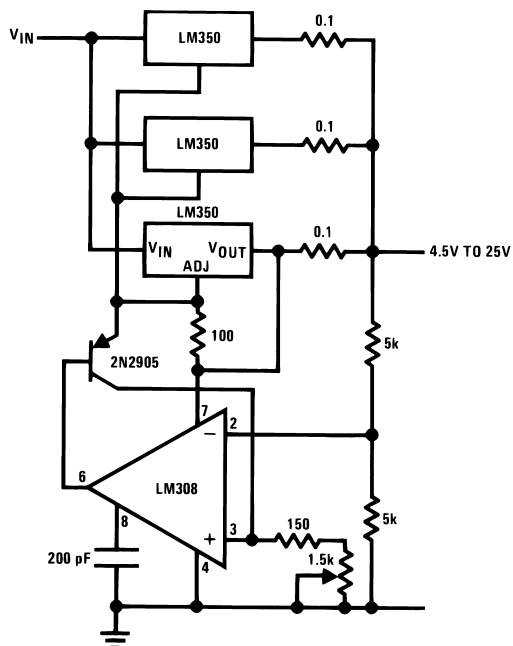 0.1
VIN
LM350
0.1
LM350
LM350
0.1
VIN
VOUT
ADJ
4.5V TO 25V
100
5k
2N2905
7
2
−
6
LM308
8
+
3
150
5k
200 pF
4
1.5k